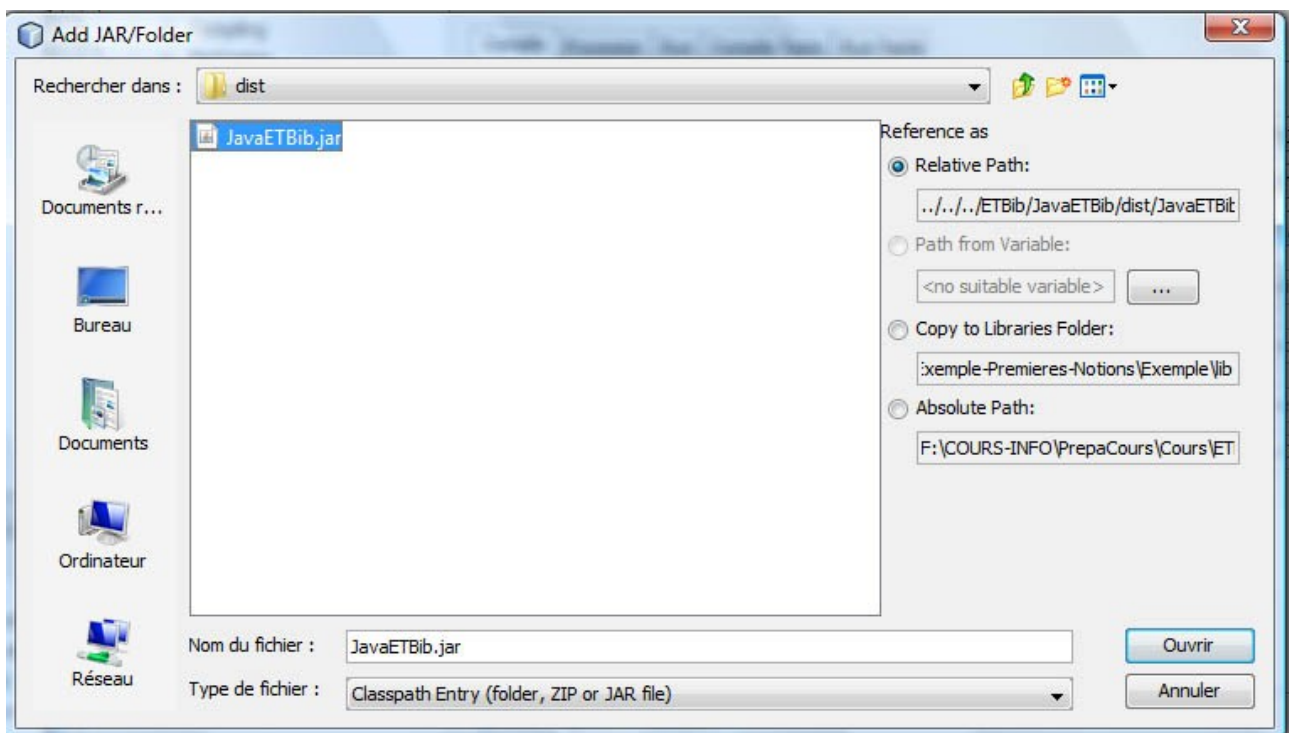 Add JAR/Folder
Rechercher dans :
dist
JavaETBib.jar
Documents r...
Bureau
Documents
Ordinateur
Réseau
Reference as
Relative Path:
../../../ETBib/JavaETBib/dist/JavaETBib
Path from Variable:
<no suitable variable>
...
Copy to Libraries Folder:
xemple-Premieres-Notions\Exemple\lib
Absolute Path:
F:\COURS-INFO\PrepaCours\Cours\ET
Nom du fichier :
JavaETBib.jar
Ouvrir
Type de fichier :
Classpath Entry (folder, ZIP or JAR file)
Annuler